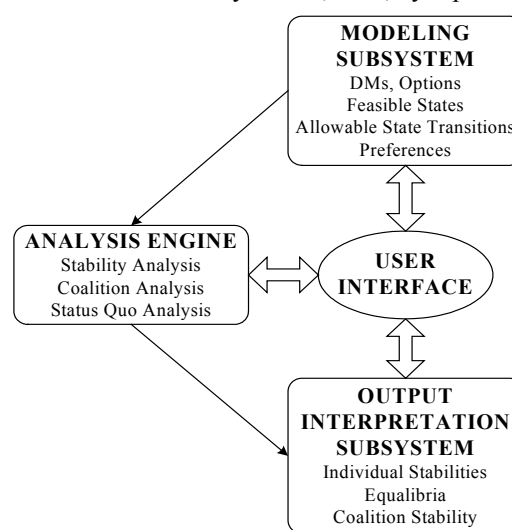 MODELING
SUBSYSTEM
DMs, Options
Feasible States
Allowable State Transitions
Preferences
ANALYSIS ENGINE
Stability Analysis
Coalition Analysis
Status Quo Analysis
USER
INTERFACE
OUTPUT
INTERPRETATION
SUBSYSTEM
Individual Stabilities
Equalibria
Coalition Stability